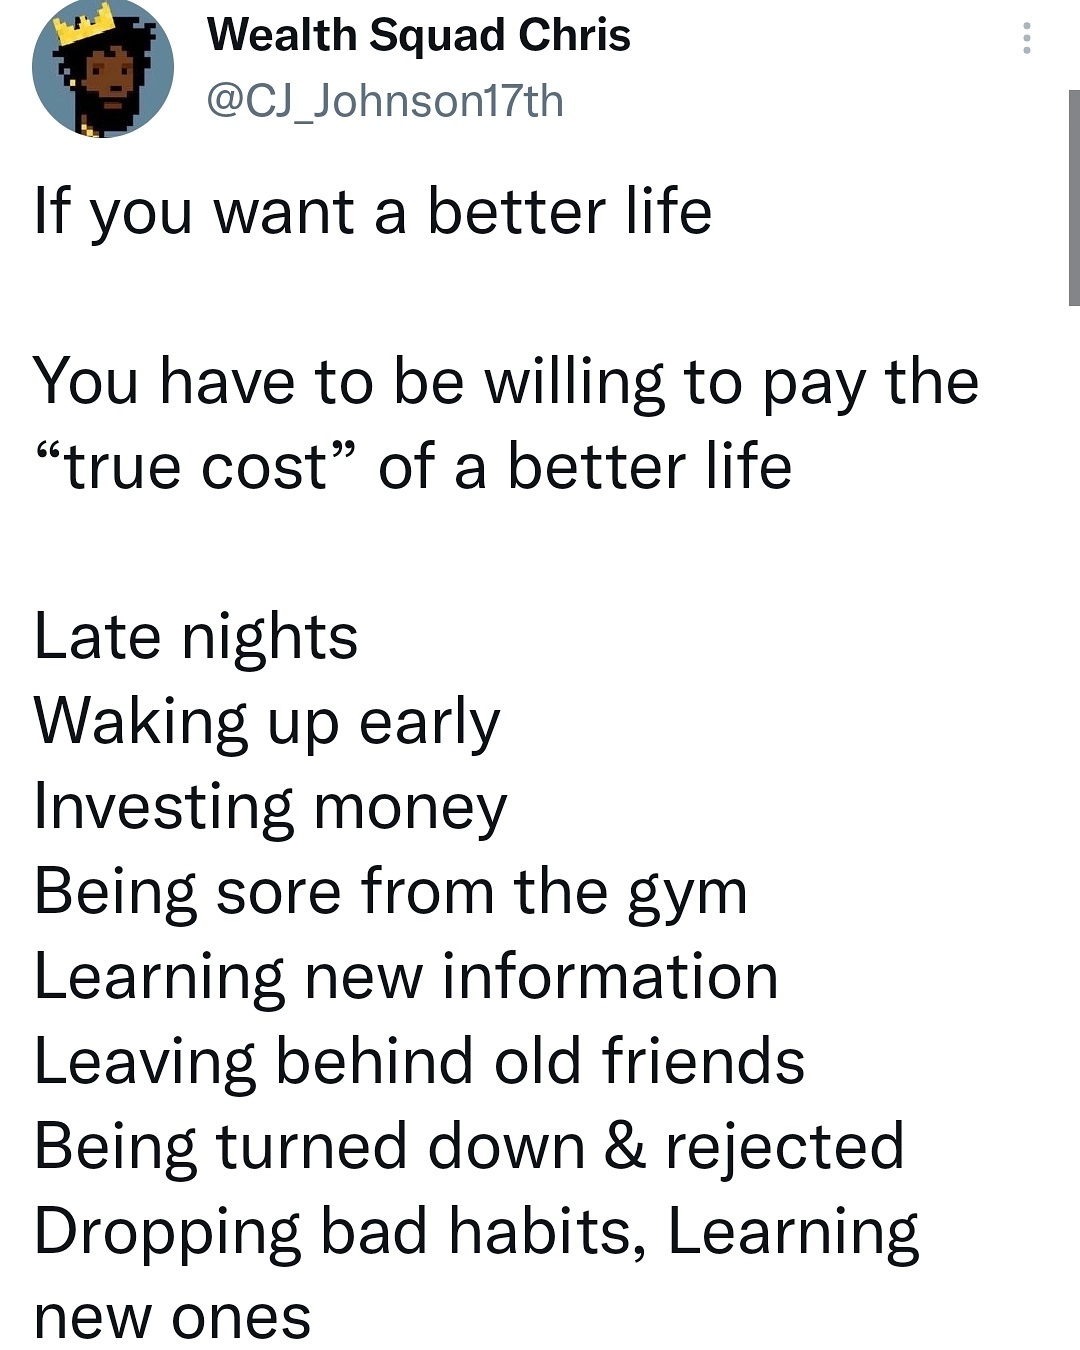 Wealth Squad Chris
@CJ_Johnson17th
If you want a better life
You have to be willing to pay the
“true cost” of a better life
Late nights
Waking up early
Investing money
Being sore from the gym
Learning new information
Leaving behind old friends
Being turned down & rejected
Dropping bad habits, Learning
new ones